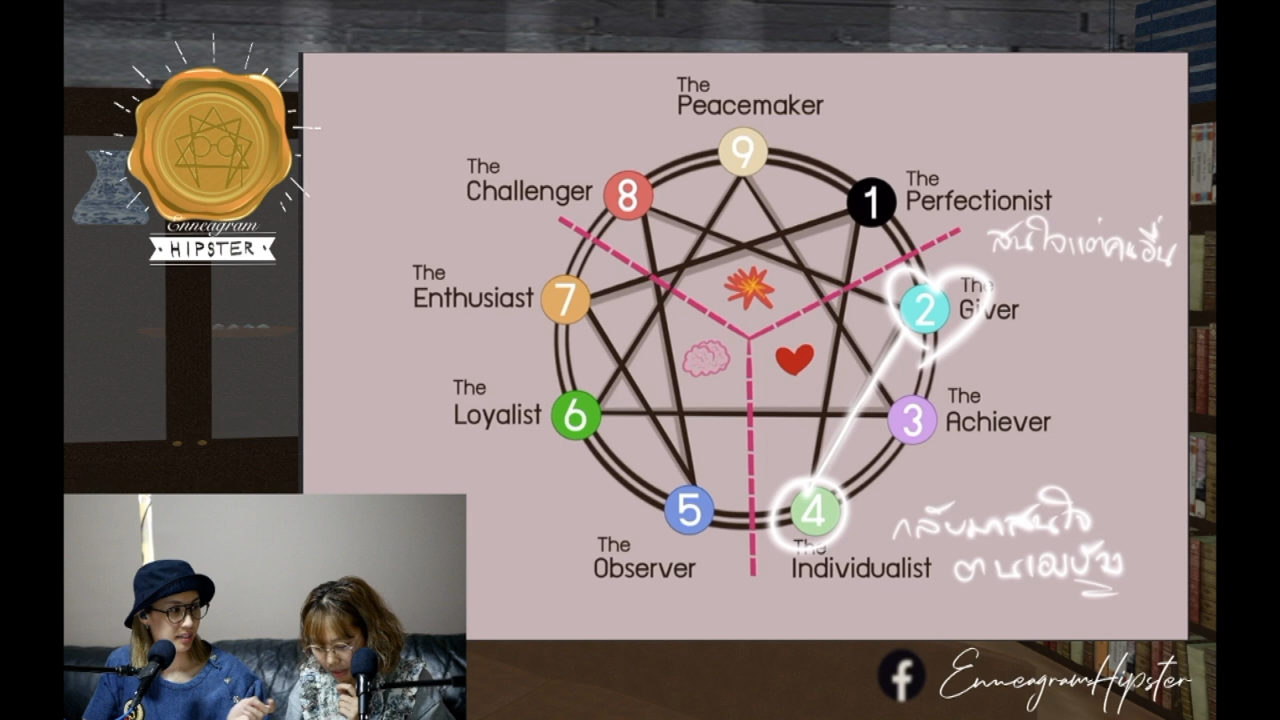 Enneagram
HIPSTER
The
Peacemaker
9
The
Challenger
8
1
The
Perfectionist
สนใจแต่คนอื่น
The
Enthusiast
7
2
The
Giver
The
Loyalist
6
3
The
Achiever
5
The
Observer
4
The
Individualist
กลับมาสนใจ
ตนเองบ้าง
f
EnneagramHipster